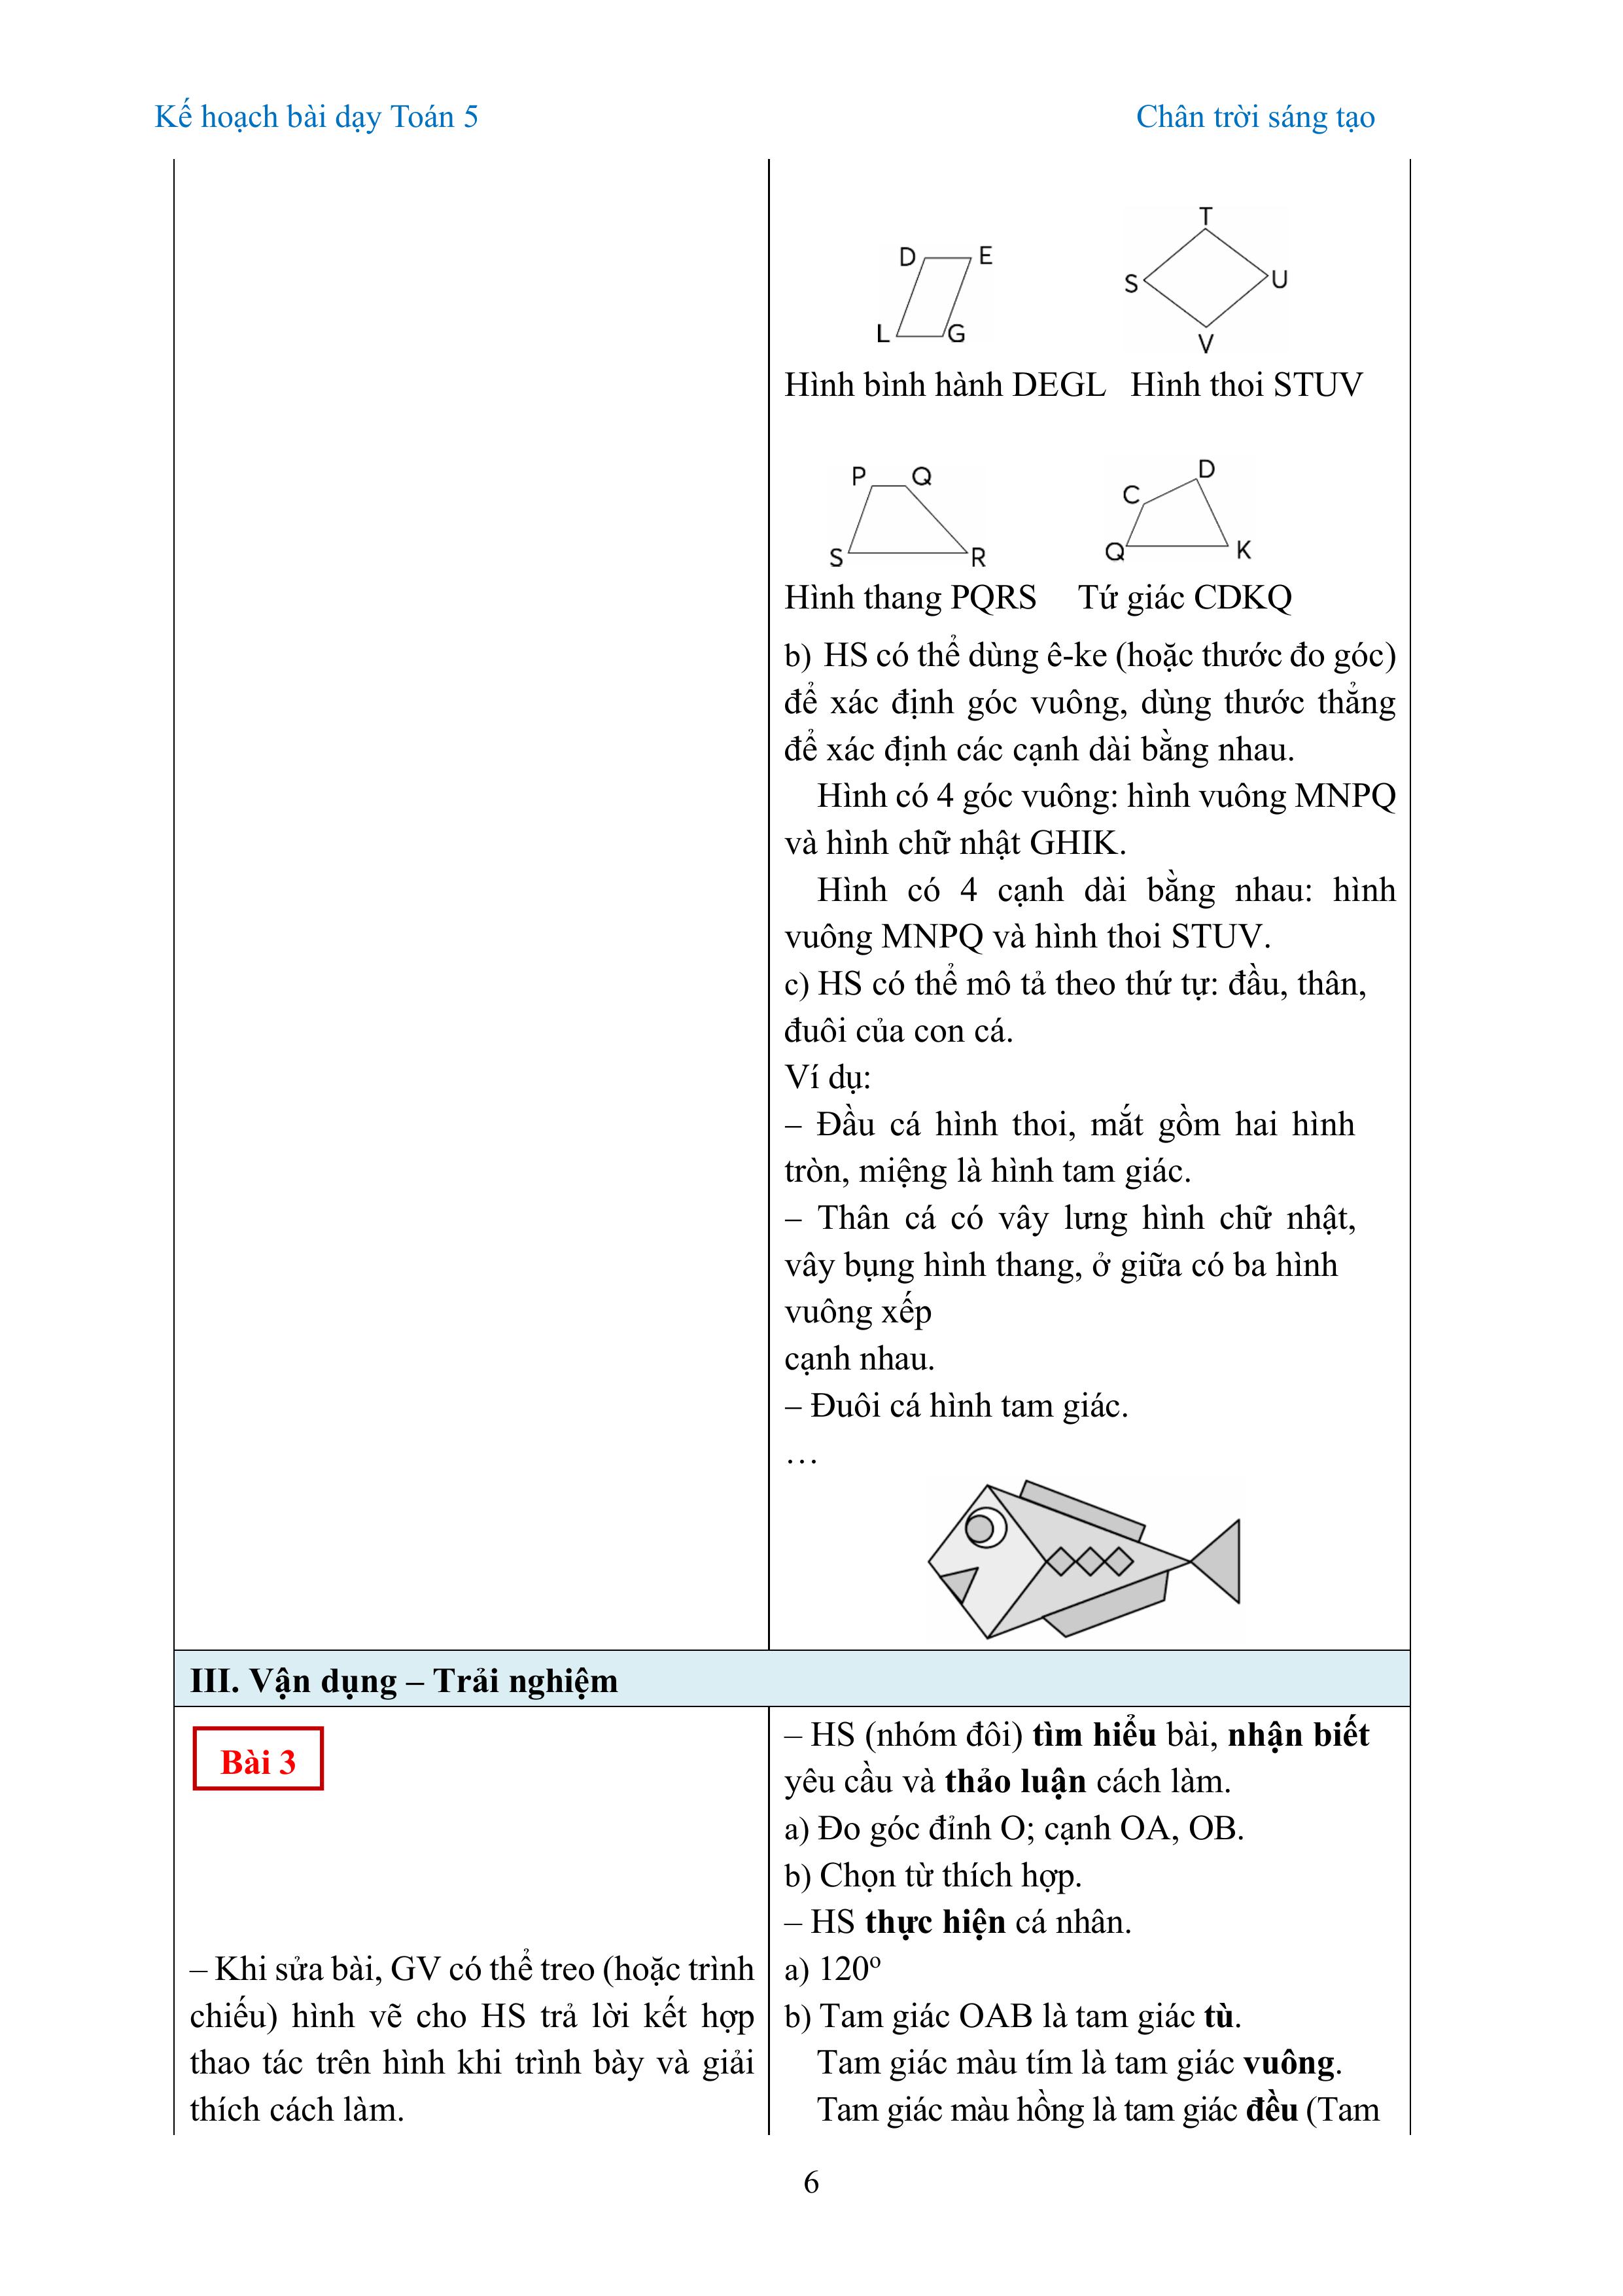 Kế hoạch bài dạy Toán 5 Chân trời sáng tạo
T
D E
S U
L G
V
Hình bình hành DEGL Hình thoi STUV
D
P Q
C
Q K
S R
Hình thang PQRS Tứ giác CDKQ
b) HS có thể dùng ê-ke (hoặc thước đo góc)
để xác định góc vuông, dùng thước thẳng
để xác định các cạnh dài bằng nhau.
Hình có 4 góc vuông: hình vuông MNPQ
và hình chữ nhật GHIK.
Hình có 4 cạnh dài bằng nhau: hình
vuông MNPQ và hình thoi STUV.
c) HS có thể mô tả theo thứ tự: đầu, thân,
đuôi của con cá.
Ví dụ:
– Đầu cá hình thoi, mắt gồm hai hình
tròn, miệng là hình tam giác.
– Thân cá có vây lưng hình chữ nhật,
vây bụng hình thang, ở giữa có ba hình
vuông xếp
cạnh nhau.
– Đuôi cá hình tam giác.
…
III. Vận dụng – Trải nghiệm
Bài 3
– Khi sửa bài, GV có thể treo (hoặc trình
chiếu) hình vẽ cho HS trả lời kết hợp
thao tác trên hình khi trình bày và giải
thích cách làm.
– HS (nhóm đôi) tìm hiểu bài, nhận biết
yêu cầu và thảo luận cách làm.
a) Đo góc đỉnh O; cạnh OA, OB.
b) Chọn từ thích hợp.
– HS thực hiện cá nhân.
a) 120º
b) Tam giác OAB là tam giác tù.
Tam giác màu tím là tam giác vuông.
Tam giác màu hồng là tam giác đều (Tam
6